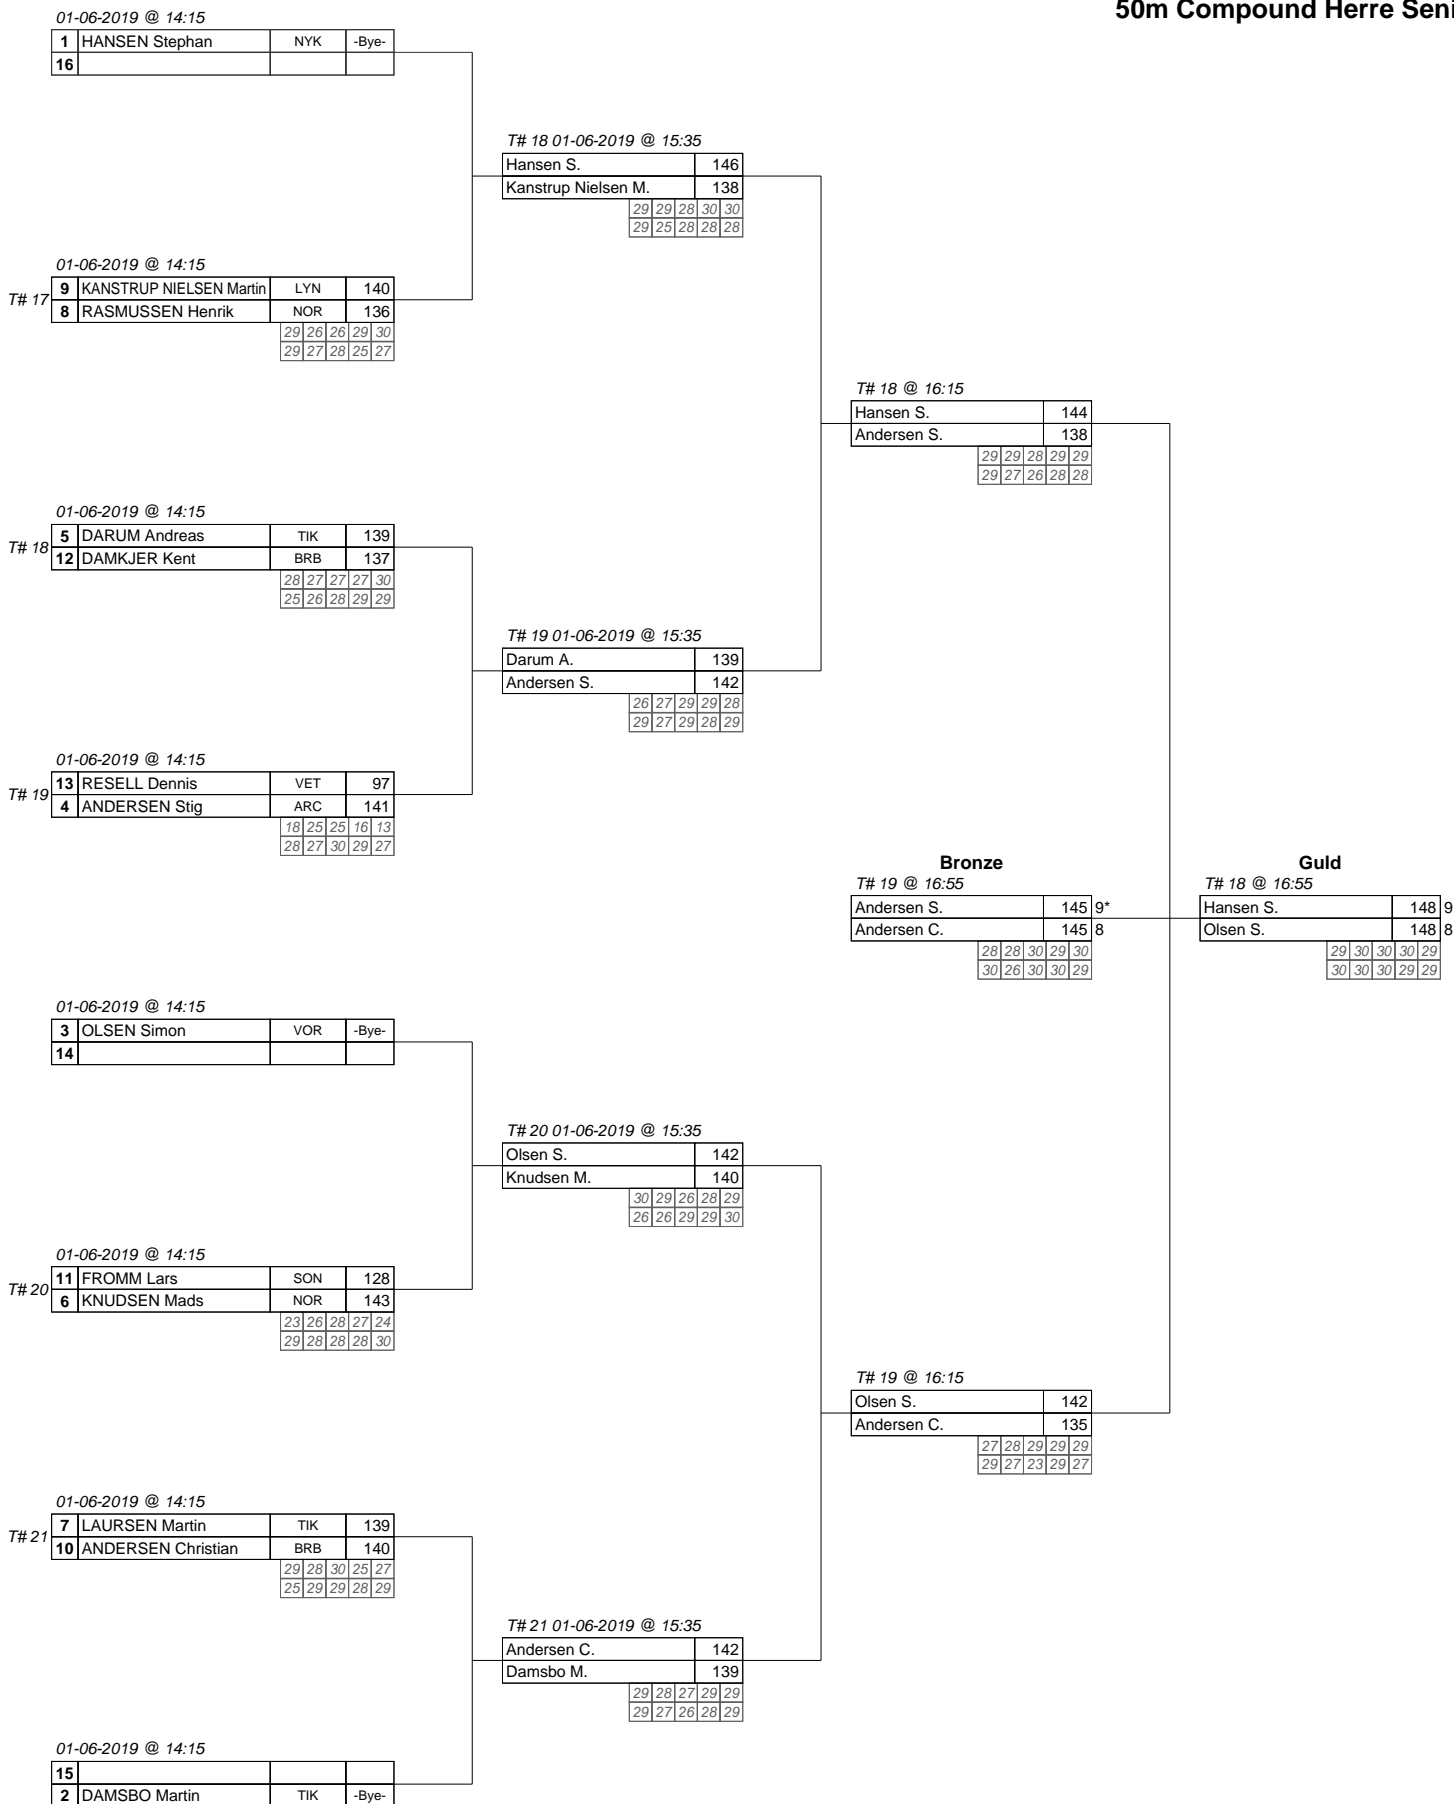 50m Compound Herre Seni
01-06-2019 @ 14:15
1 HANSEN Stephan NYK -Bye-
16
T# 18 01-06-2019 @ 15:35
Hansen S. 146
Kanstrup Nielsen M. 138
29 29 28 30 30
29 25 28 28 28
01-06-2019 @ 14:15
T# 17
9 KANSTRUP NIELSEN Martin LYN 140
8 RASMUSSEN Henrik NOR 136
29 26 26 29 30
29 27 28 25 27
T# 18 @ 16:15
Hansen S. 144
Andersen S. 138
29 29 28 29 29
29 27 26 28 28
01-06-2019 @ 14:15
T# 18
5 DARUM Andreas TIK 139
12 DAMKJER Kent BRB 137
28 27 27 27 30
25 26 28 29 29
T# 19 01-06-2019 @ 15:35
Darum A. 139
Andersen S. 142
26 27 29 29 28
29 27 29 28 29
01-06-2019 @ 14:15
T# 19
13 RESELL Dennis VET 97
4 ANDERSEN Stig ARC 141
18 25 25 16 13
28 27 30 29 27
Bronze
T# 19 @ 16:55
Andersen S. 145 9*
Andersen C. 145 8
28 28 30 29 30
30 26 30 30 29
Guld
T# 18 @ 16:55
Hansen S. 148 9
Olsen S. 148 8
29 30 30 30 29
30 30 30 29 29
01-06-2019 @ 14:15
3 OLSEN Simon VOR -Bye-
14
T# 20 01-06-2019 @ 15:35
Olsen S. 142
Knudsen M. 140
30 29 26 28 29
26 26 29 29 30
01-06-2019 @ 14:15
T# 20
11 FROMM Lars SON 128
6 KNUDSEN Mads NOR 143
23 26 28 27 24
29 28 28 28 30
T# 19 @ 16:15
Olsen S. 142
Andersen C. 135
27 28 29 29 29
29 27 23 29 27
01-06-2019 @ 14:15
T# 21
7 LAURSEN Martin TIK 139
10 ANDERSEN Christian BRB 140
29 28 30 25 27
25 29 29 28 29
T# 21 01-06-2019 @ 15:35
Andersen C. 142
Damsbo M. 139
29 28 27 29 29
29 27 26 28 29
01-06-2019 @ 14:15
15
2 DAMSBO Martin TIK -Bye-